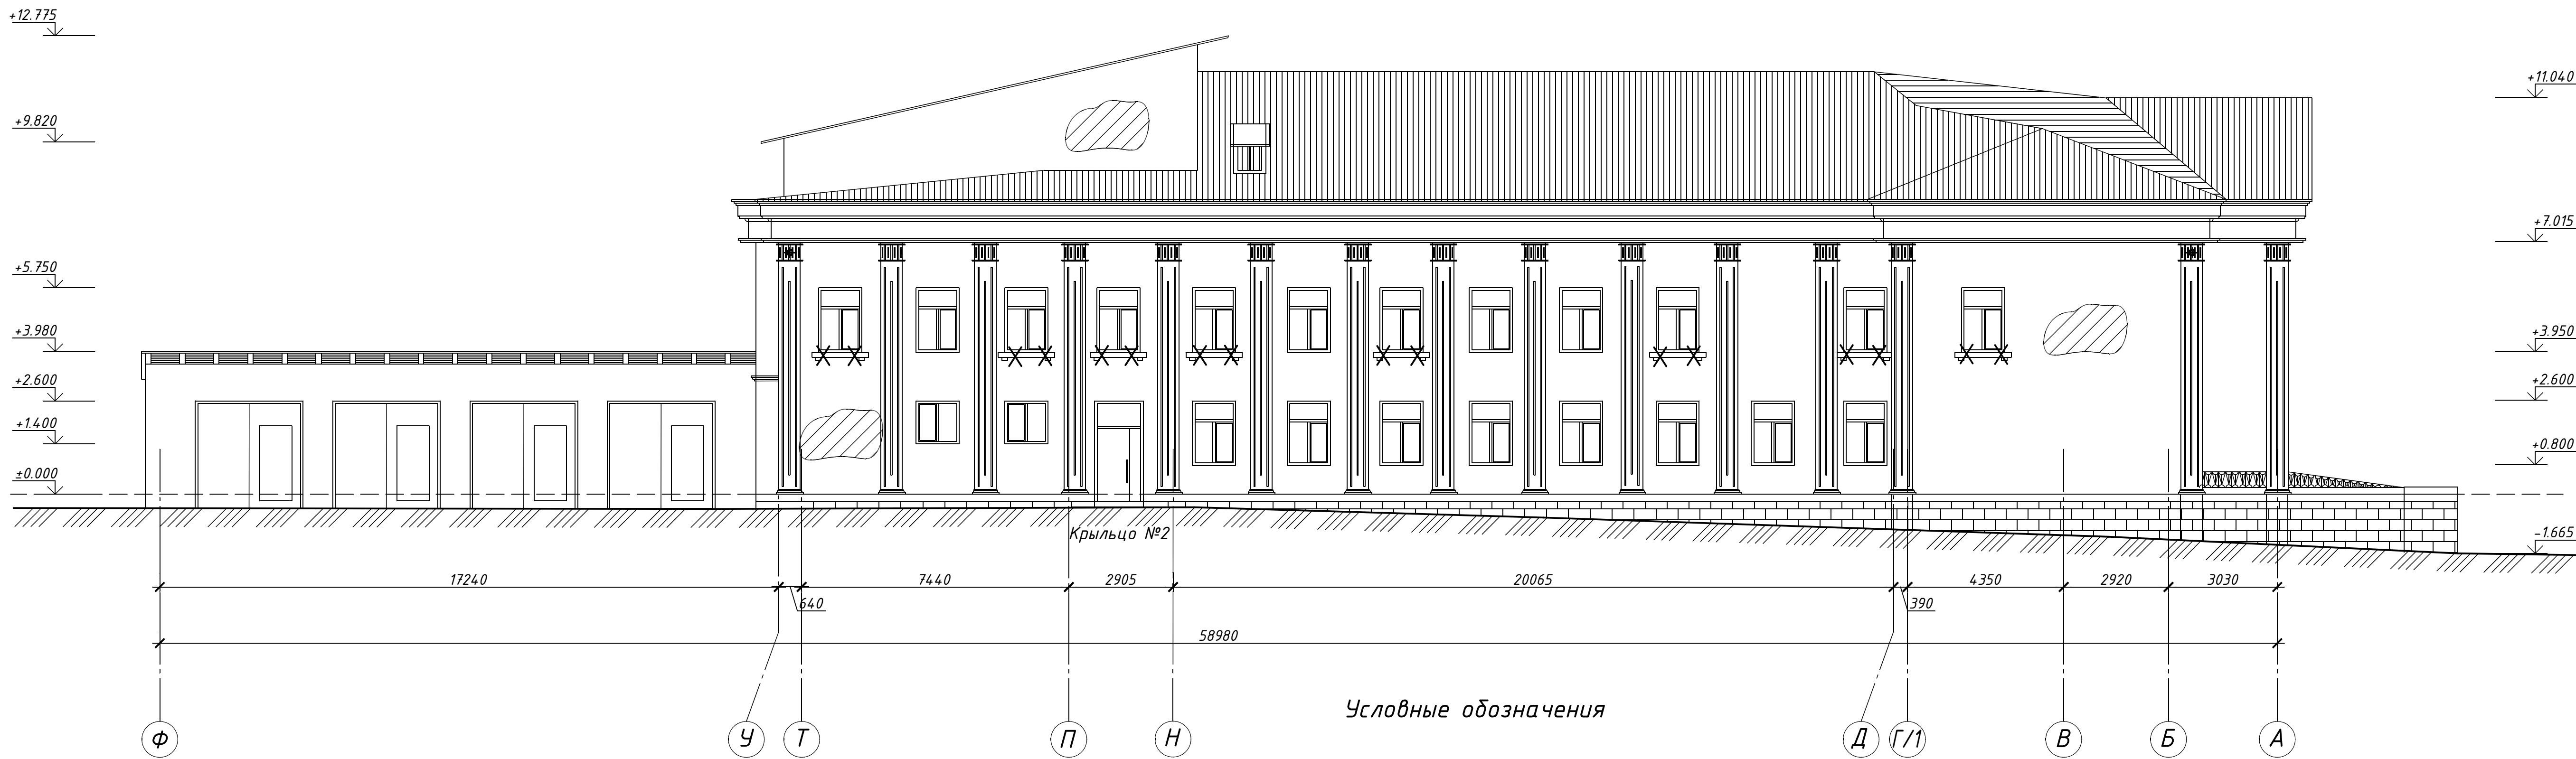 +12.775
+11.040
+9.820
+7.015
+5.750
+3.980
+3.950
+2.600
+2.600
+1.400
+0.800
±0.000
Крыльцо №2
-1.665
17240
7440
2905
20065
4350
2920
3030
640
390
58980
Условные обозначения
Ф
У
Т
П
Н
Д
Г/1
В
Б
А